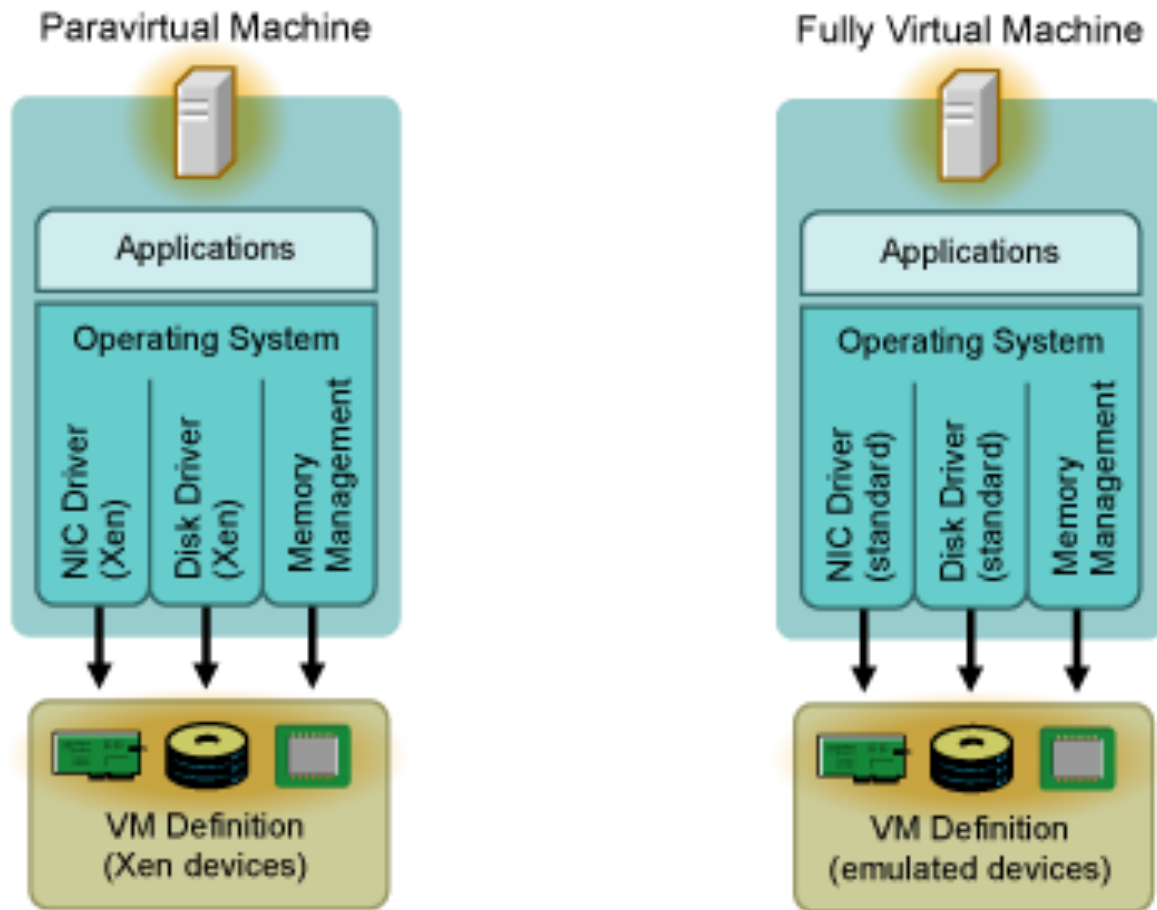 Paravirtual Machine
Applications
Operating System
NIC Driver
(Xen)
Disk Driver
(Xen)
Memory
Management
VM Definition
(Xen devices)
Fully Virtual Machine
Applications
Operating System
NIC Driver
(standard)
Disk Driver
(standard)
Memory
Management
VM Definition
(emulated devices)